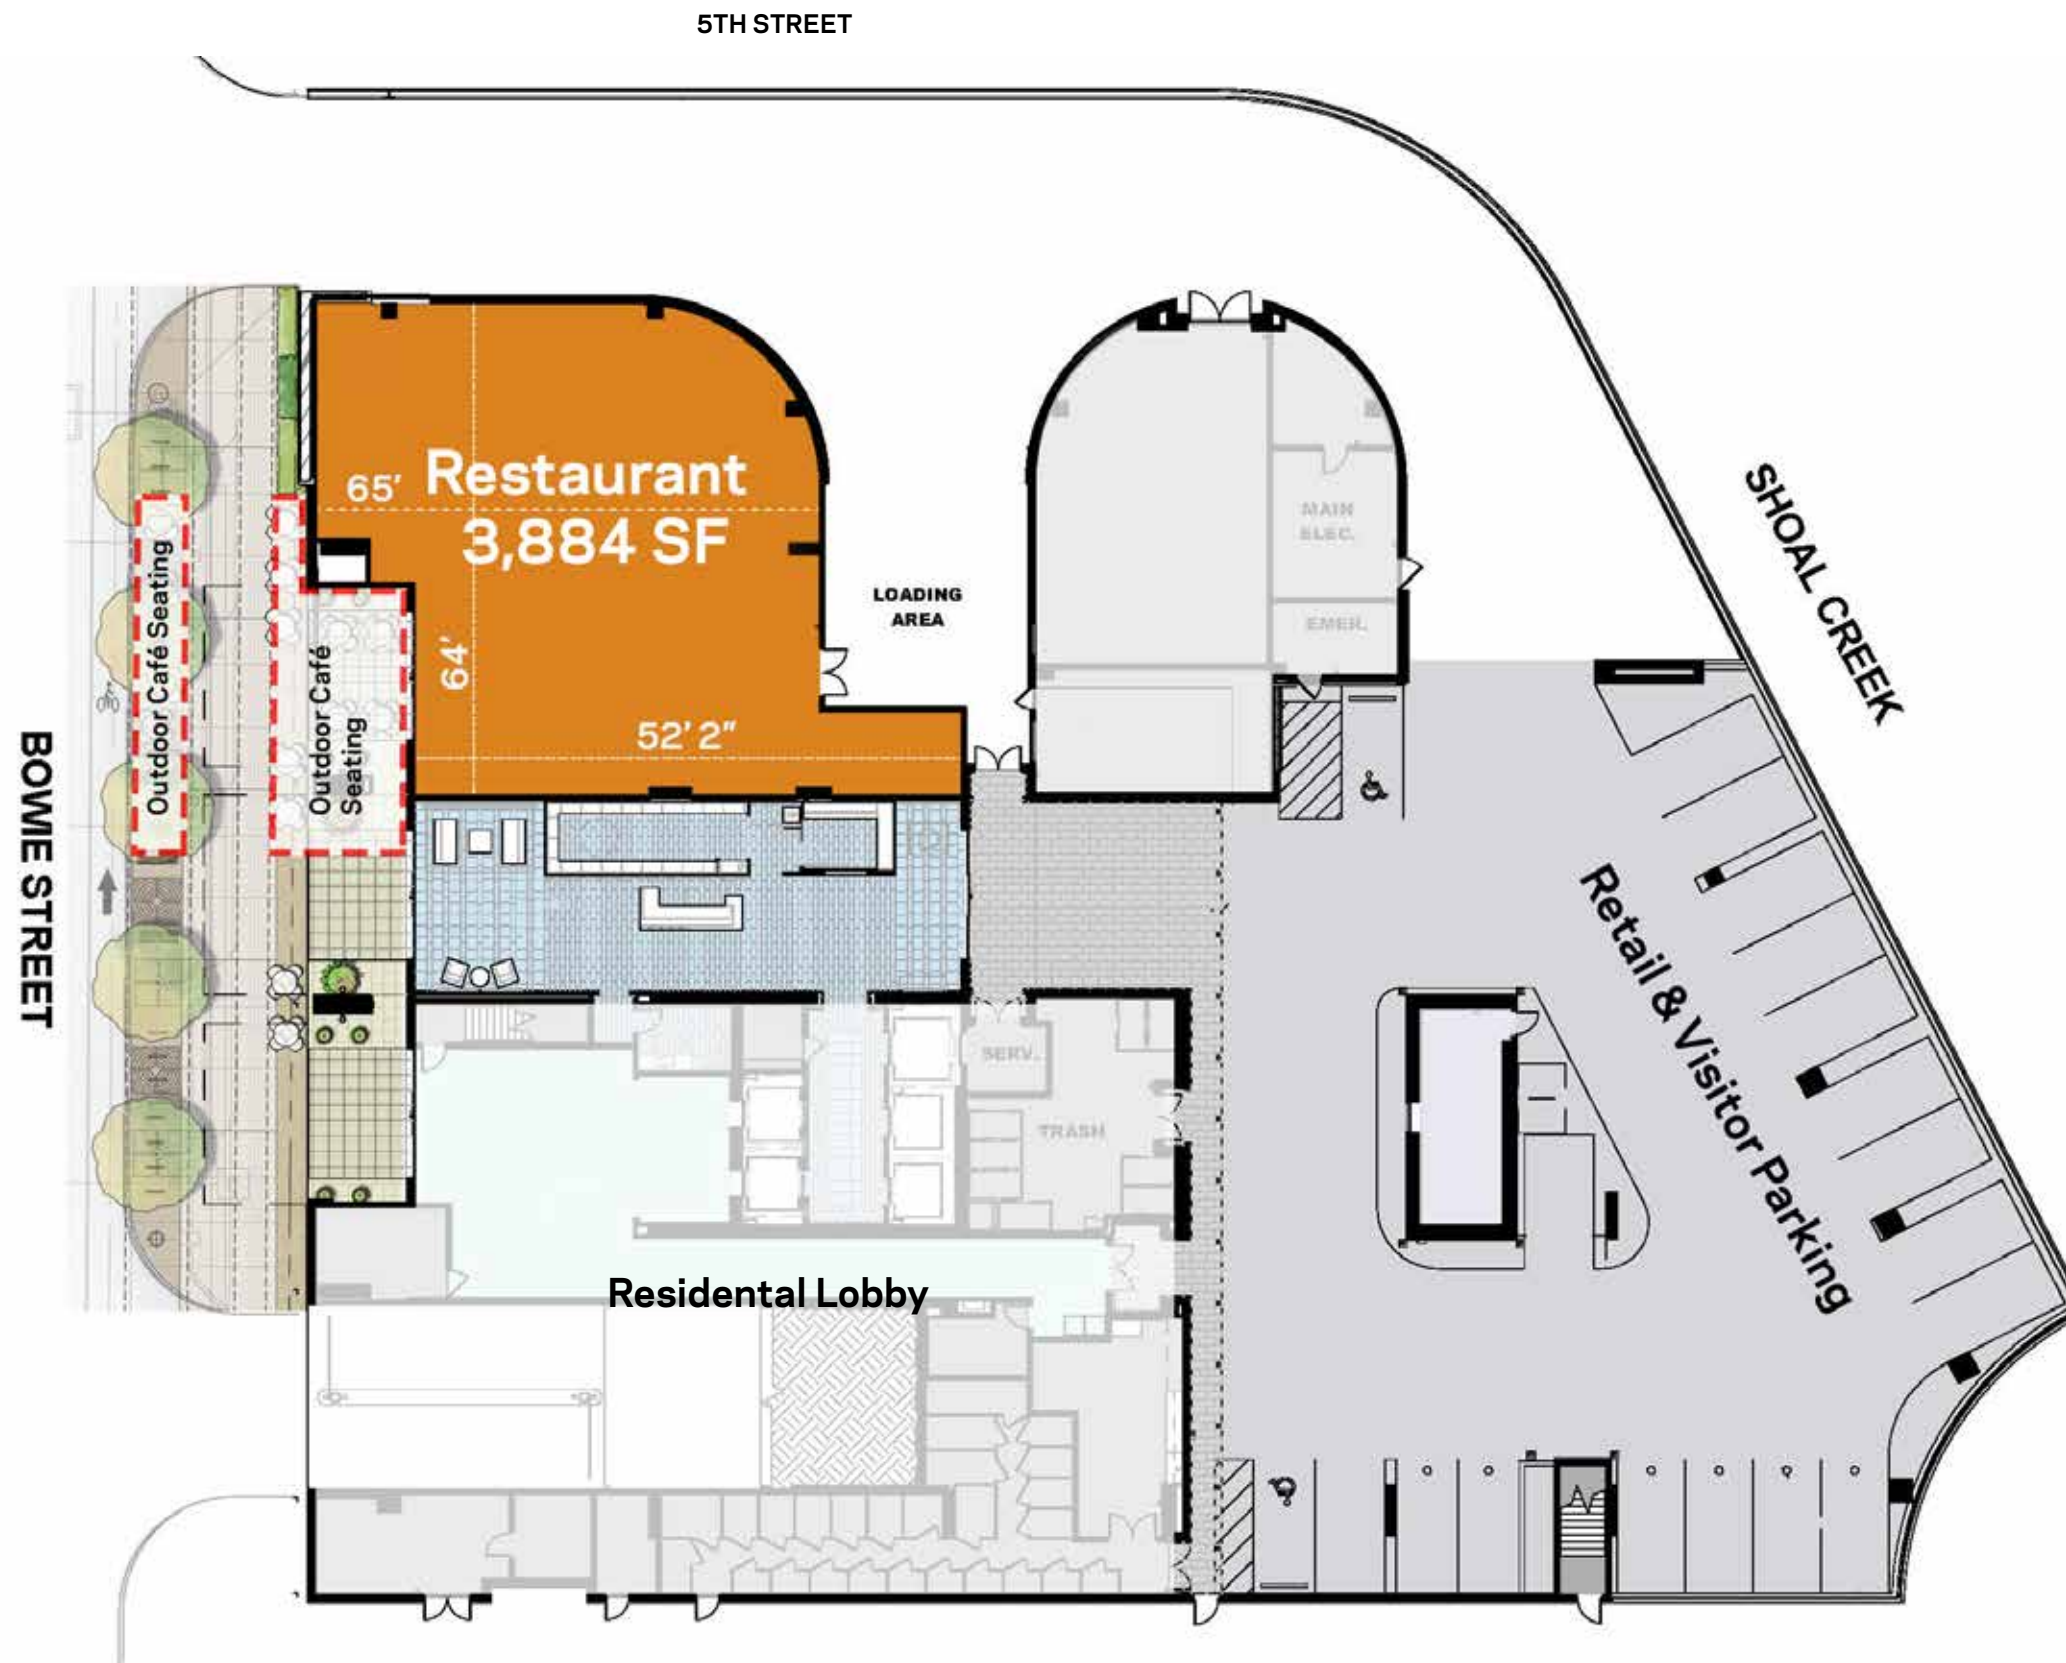 5TH STREET
65'
Restaurant
3,884 SF
MAIN
ELEC.
SHOAL CREEK
LOADING
AREA
Outdoor Café Seating
EMER.
64'
Outdoor Café
Seating
52' 2"
BOWIE STREET
Retail & Visitor Parking
SERV.
TRASH
Residental Lobby